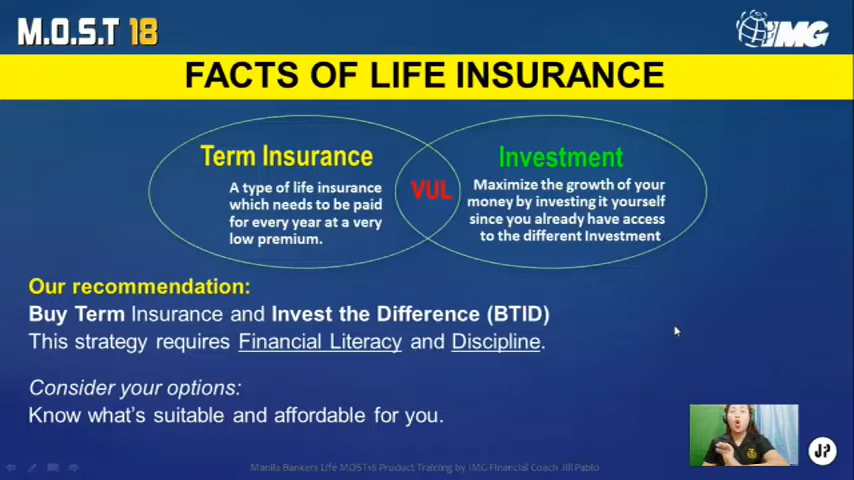 M.O.S.T 18
IMG
FACTS OF LIFE INSURANCE
Term Insurance
A type of life insurance
which needs to be paid
for every year at a very
low premium.
VUL
Investment
Maximize the growth of your
money by investing it yourself
since you already have access
to the different Investment
Our recommendation:
Buy Term Insurance and Invest the Difference (BTID)
This strategy requires Financial Literacy and Discipline.
Consider your options:
Know what's suitable and affordable for you.
Manila Bankers Life MOST18 Product Training by IMG Financial Coach Jill Pablo
JP